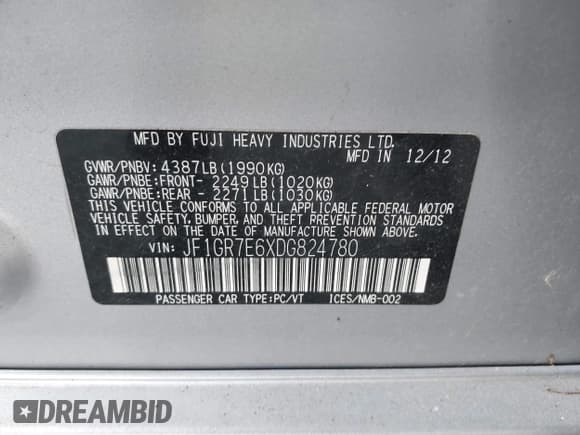 MFD BY FUJI HEAVY INDUSTRIES LTD.
MFD IN 12/12
GVWR/PNBV: 4387LB(1990KG)
GAWR/PNBE:FRONT- 2249LB(1020KG)
GAWR/PNBE:REAR - 2271LB(1030KG)
THIS VEHICLE CONFORMS TO ALL APPLICABLE FEDERAL MOTOR
VEHICLE SAFETY,BUMPER,AND THEFT PREVENTION STANDARDS
IN EFFECT ON THE DATE OF MANUFACTURE SHOWN ABOVE.
VIN: JF1GR7E6XDG824780
PASSENGER CAR TYPE:PC/VT ICES/NMB-002
DREAMBID